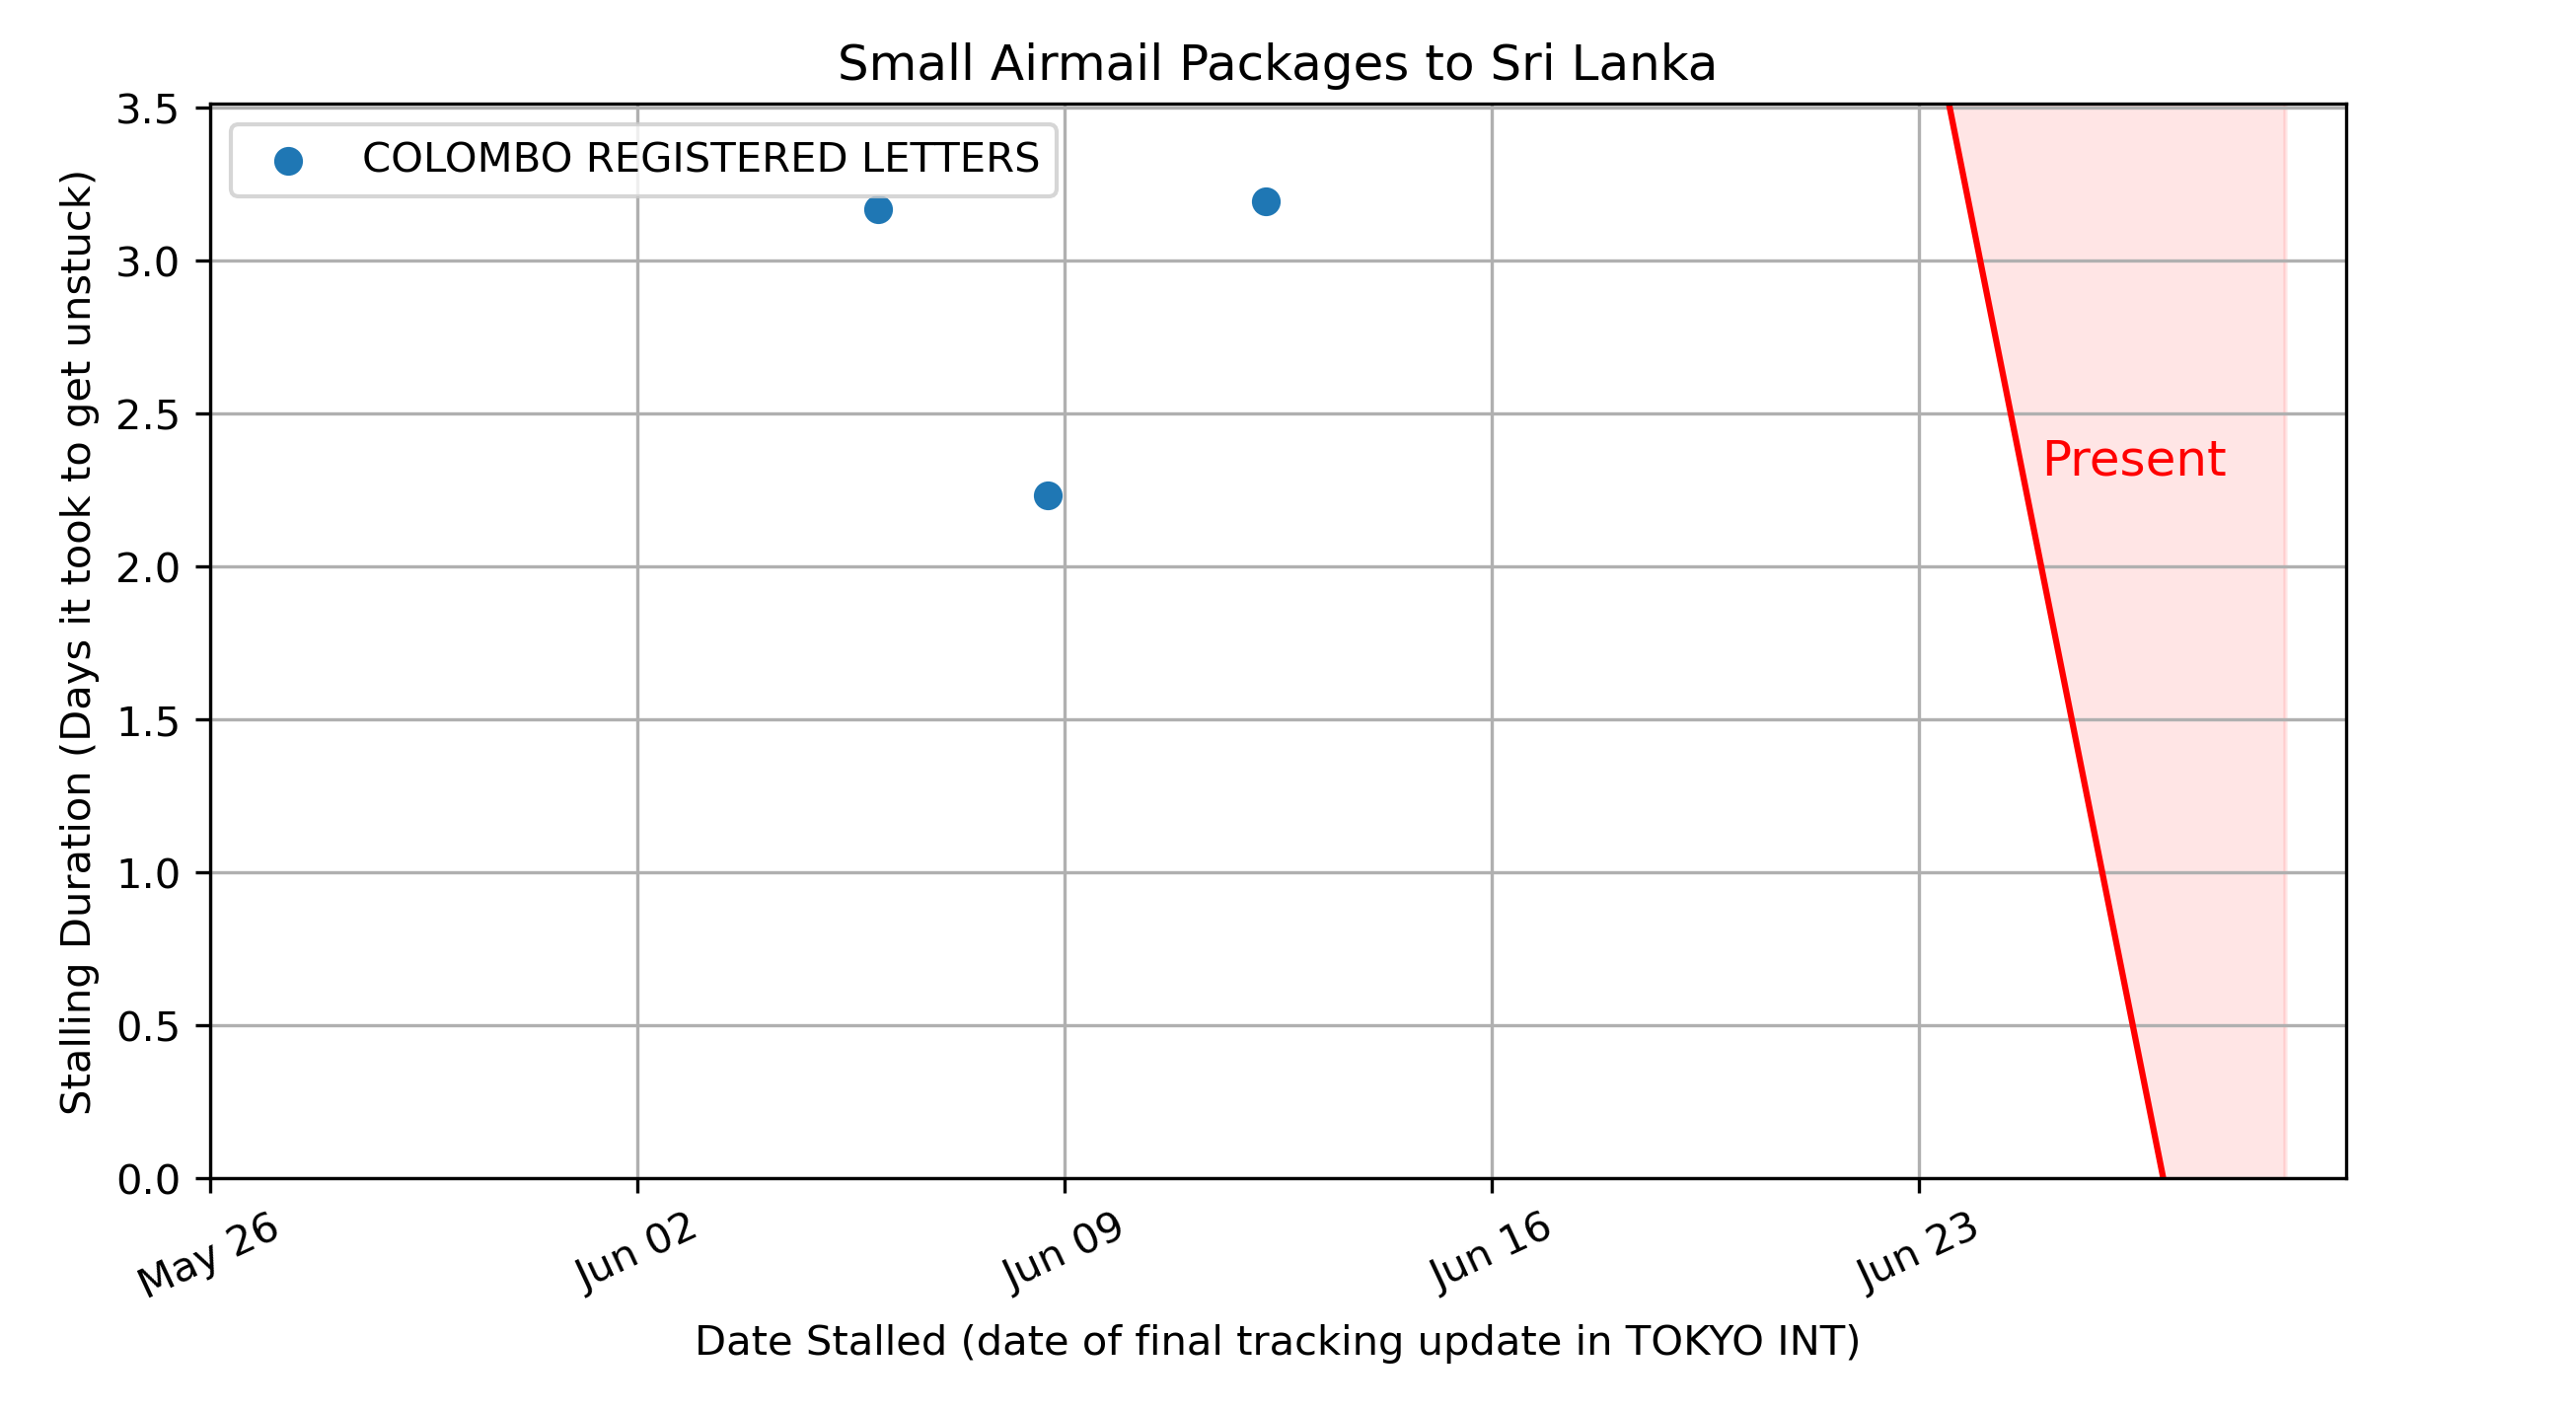 Small Airmail Packages to Sri Lanka
COLOMBO REGISTERED LETTERS
Stalling Duration (Days it took to get unstuck)
3.5
3.0
2.5
2.0
1.5
1.0
0.5
0.0
Present
May 26
Jun 02
Jun 09
Jun 16
Jun 23
Date Stalled (date of final tracking update in TOKYO INT)